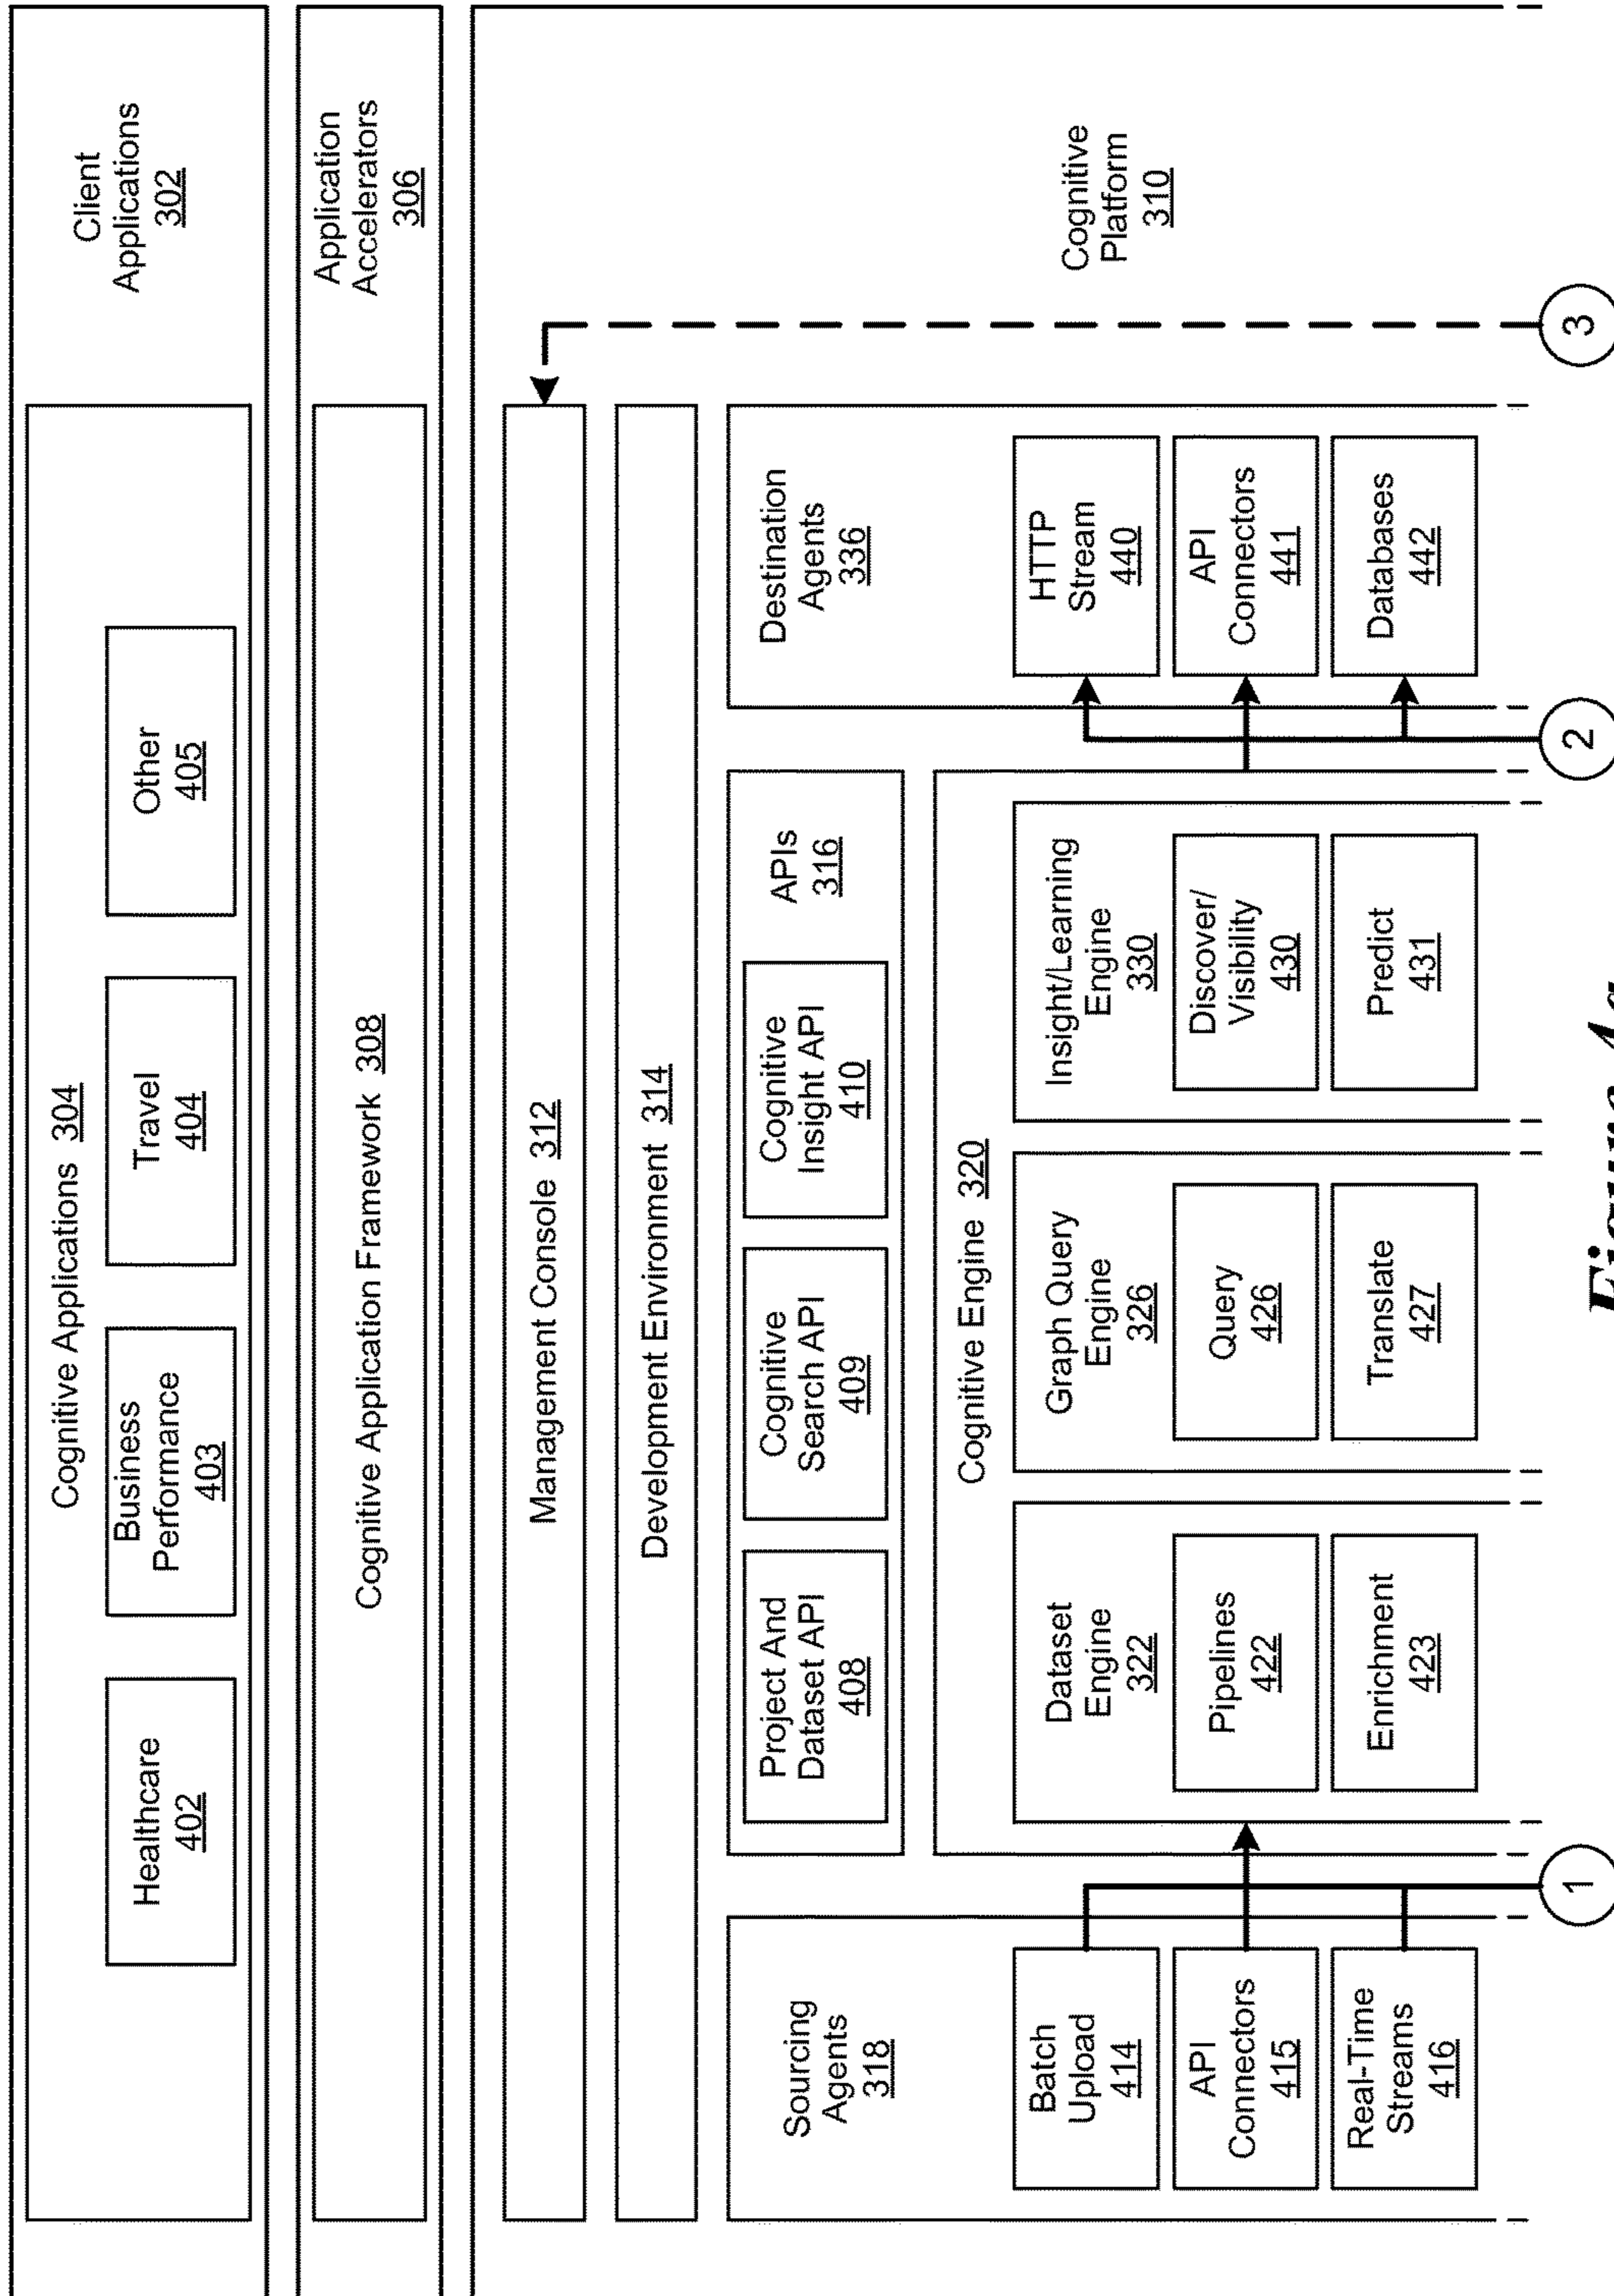 Client
Applications
302
Cognitive Applications 304
Healthcare
402
Business
Performance
403
Travel
404
Other
405
Application
Accelerators
306
Cognitive Application Framework 308
Cognitive
Platform
310
Management Console 312
Development Environment 314
Sourcing
Agents
318
Batch
Upload
414
API
Connectors
415
Real-Time
Streams
416
Project And
Dataset API
408
Cognitive
Search API
409
Cognitive
Insight API
410
APIs
316
Cognitive Engine 320
Dataset
Engine
322
Pipelines
422
Enrichment
423
Graph Query
Engine
326
Query
426
Translate
427
Insight/Learning
Engine
330
Discover/
Visibility
430
Predict
431
Destination
Agents
336
HTTP
Stream
440
API
Connectors
441
Databases
442
1
2
3
Figure 4a